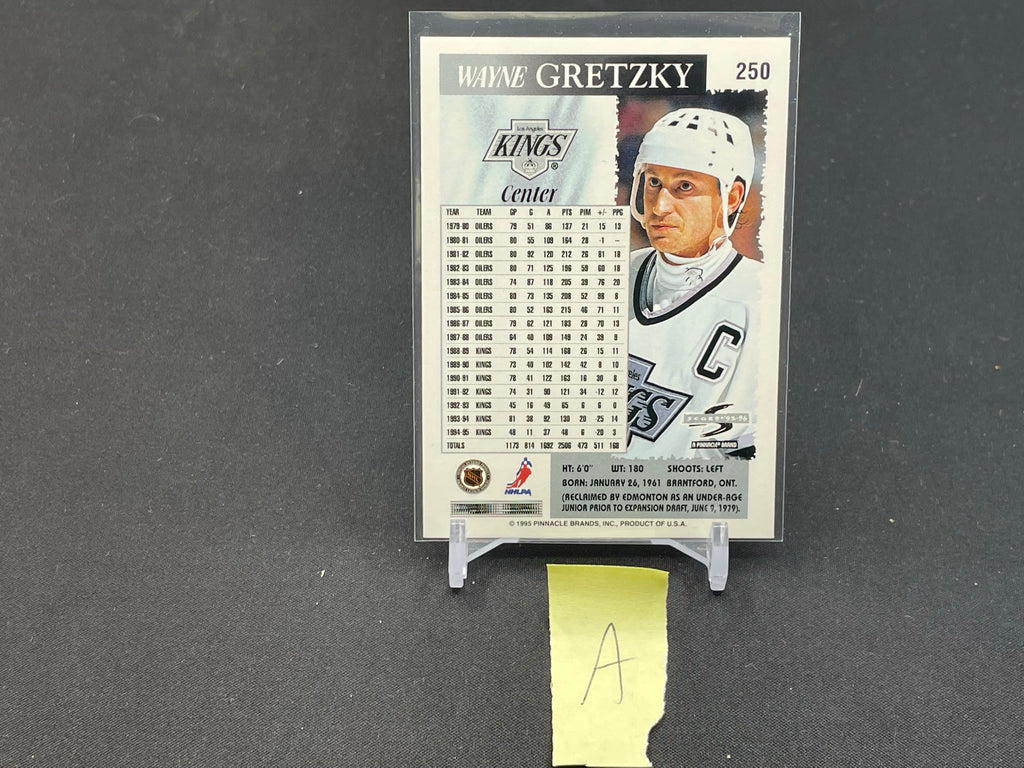 WAYNE GRETZKY 250
Los Angeles
KINGS
®
Center
YEAR TEAM GP G A PTS PIM +/- PPG
1979-80 OILERS 79 51 86 137 21 15 13
1980-81 OILERS 80 55 109 164 28 -1 –
1981-82 OILERS 80 92 120 212 26 81 18
1982-83 OILERS 80 71 125 196 59 60 18
1983-84 OILERS 74 87 118 205 39 76 20
1984-85 OILERS 80 73 135 208 52 98 8
1985-86 OILERS 80 52 163 215 46 71 11
1986-87 OILERS 79 62 121 183 28 70 13
1987-88 OILERS 64 40 109 149 24 39 9
1988-89 KINGS 78 54 114 168 26 15 11
1989-90 KINGS 73 40 102 142 42 8 10
1990-91 KINGS 78 41 122 163 16 30 8
1991-92 KINGS 74 31 90 121 34 -12 12
1992-93 KINGS 45 16 49 65 6 6 0
1993-94 KINGS 81 38 92 130 20 -25 14
1994-95 KINGS 48 11 37 48 6 -20 3
TOTALS 1173 814 1692 2506 473 511 168
C
SCORE® '95-96
A PINNACLE® BRAND
NHLPA
HT: 6'0" WT: 180 SHOOTS: LEFT
BORN: JANUARY 26, 1961 BRANTFORD, ONT.
(RECLAIMED BY EDMONTON AS AN UNDER-AGE
JUNIOR PRIOR TO EXPANSION DRAFT, JUNE 9, 1979).
© 1995 PINNACLE BRANDS, INC., PRODUCT OF U.S.A.
A